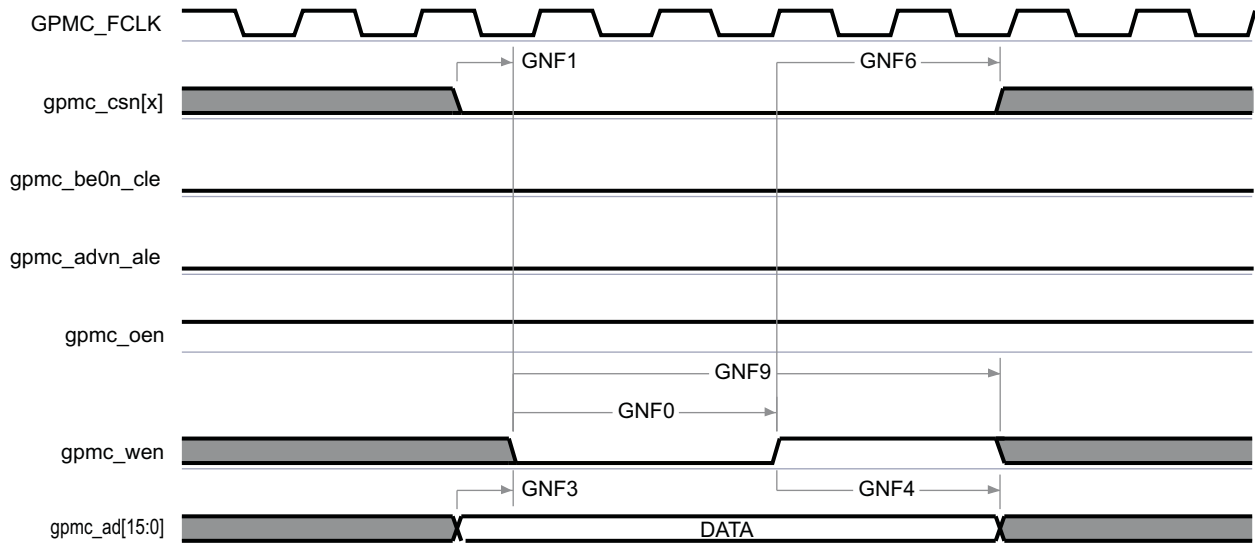 GPMC_FCLK
GNF1
GNF6
gpmc_csn[x]
gpmc_be0n_cle
gpmc_advn_ale
gpmc_oen
GNF9
GNF0
gpmc_wen
GNF3
GNF4
gpmc_ad[15:0]
DATA